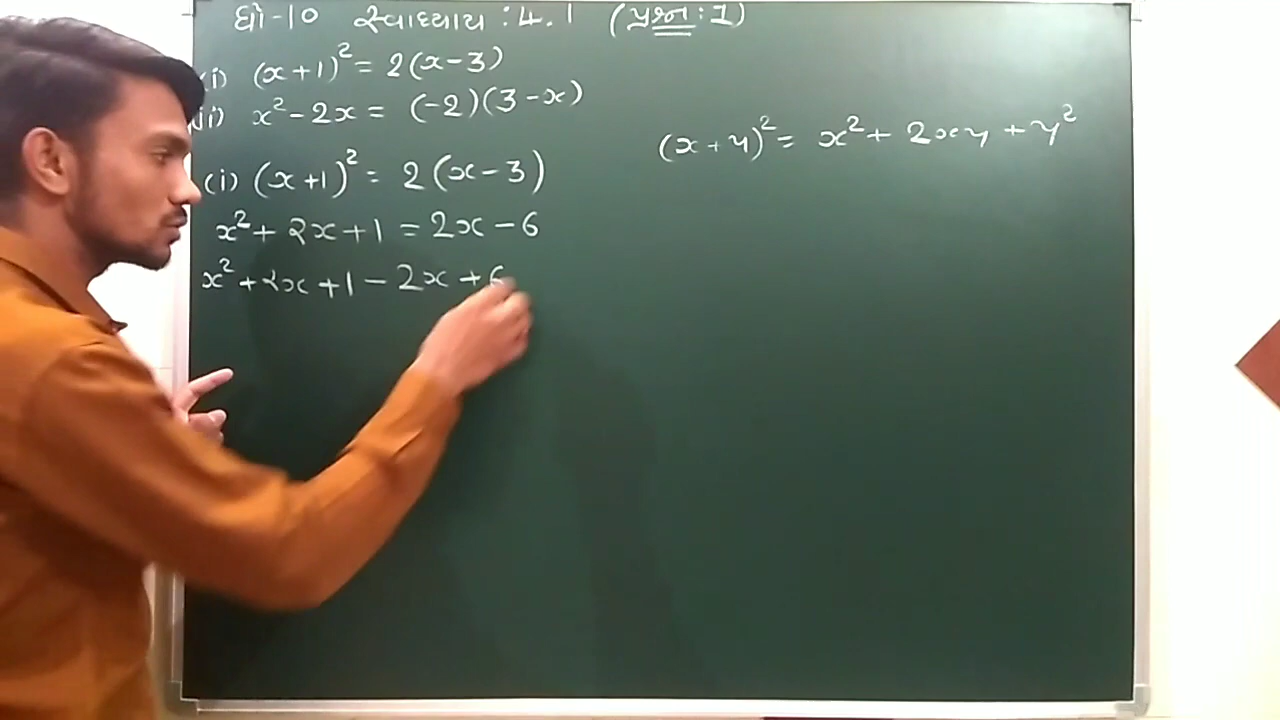 ધો-10 સ્વાધ્યાય : 4.1 (પ્રશ્ન : 1)
(i) (x+1)² = 2(x-3)
(ii) x² - 2x = (-2)(3-x)
(x+y)² = x² + 2xy + y²
(i) (x+1)² = 2(x-3)
x² + 2x + 1 = 2x - 6
x² + 2x + 1 - 2x + 6